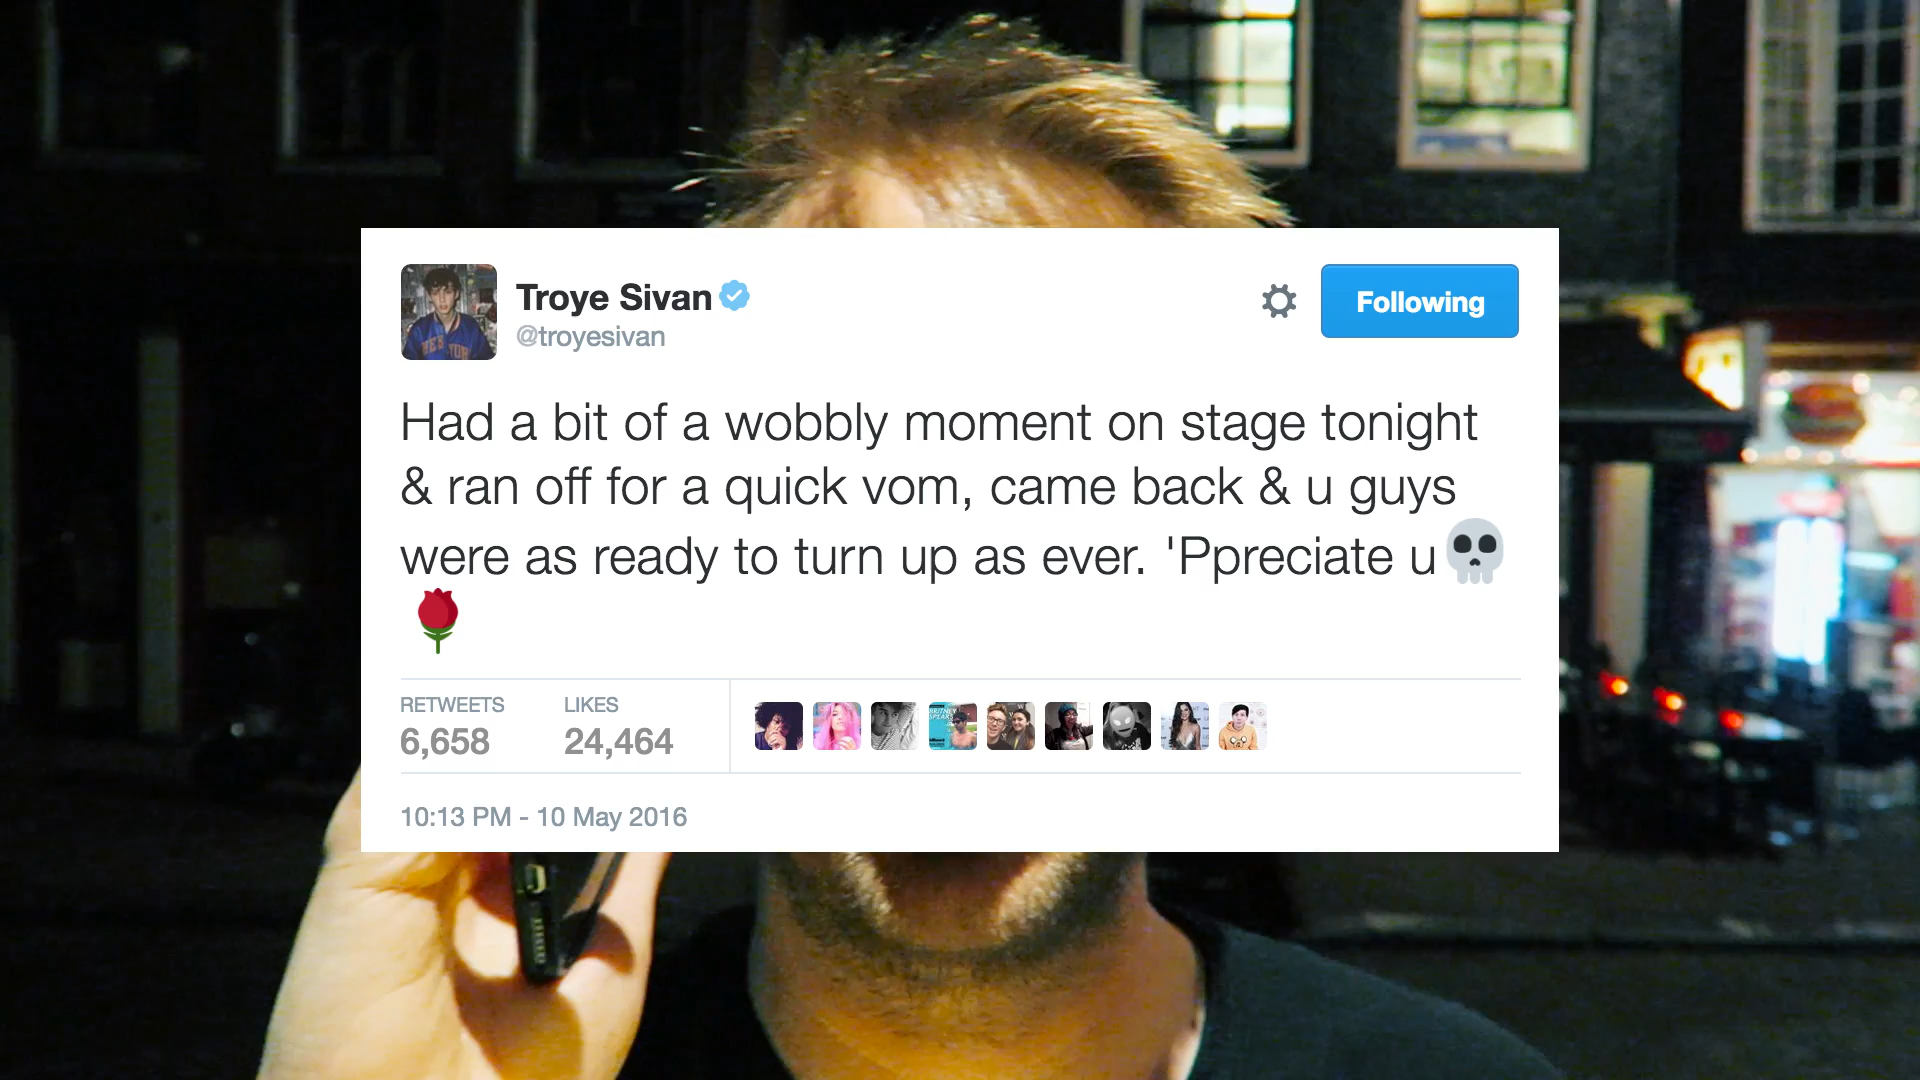 Troye Sivan
@troyesivan
Following
Had a bit of a wobbly moment on stage tonight
& ran off for a quick vom, came back & u guys
were as ready to turn up as ever. 'Ppreciate u💀
🌹
RETWEETS LIKES
6,658 24,464
BRITNEY
SPEARS
10:13 PM - 10 May 2016